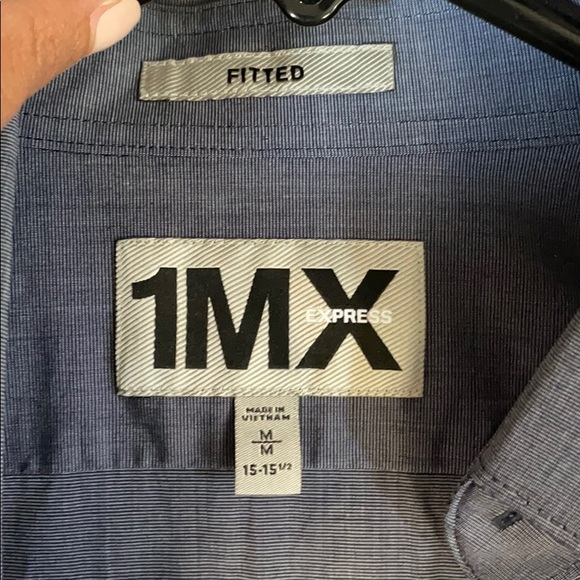 FITTED
1MX
EXPRESS
MADE IN
VIETNAM
M
M
15-15 1/2